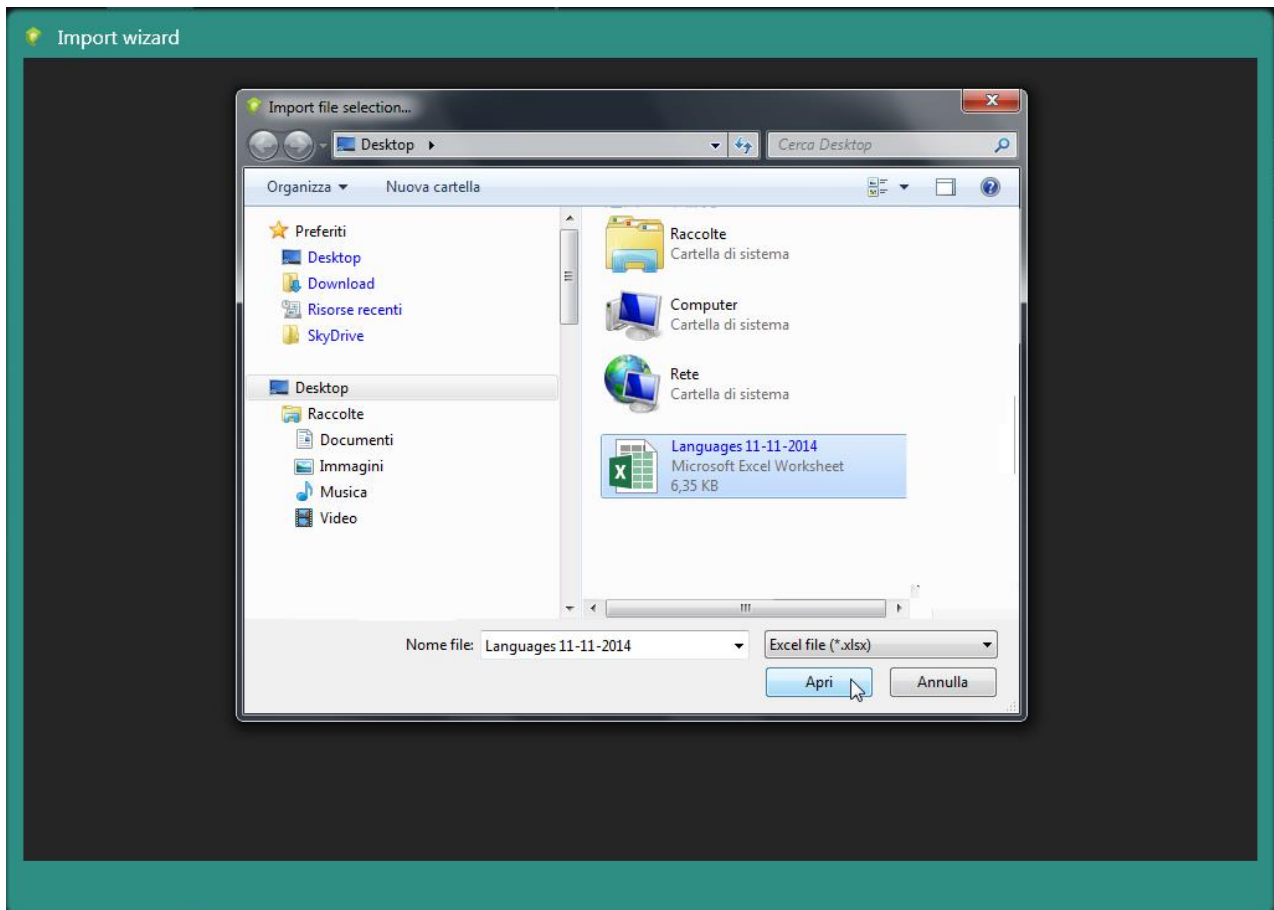 Import wizard
Import file selection...
Desktop
Cerca Desktop
Organizza
Nuova cartella
Preferiti
Desktop
Download
Risorse recenti
SkyDrive
Desktop
Raccolte
Documenti
Immagini
Musica
Video
Raccolte
Cartella di sistema
Computer
Cartella di sistema
Rete
Cartella di sistema
Languages 11-11-2014
Microsoft Excel Worksheet
6,35 KB
Nome file:
Languages 11-11-2014
Excel file (*.xlsx)
Apri
Annulla